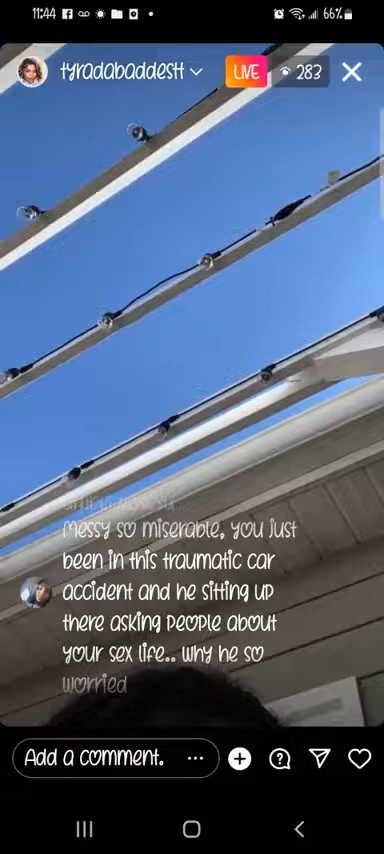 11:44
66%
tyradabaddestt
LIVE
283
messy so miserable, you just
been in this traumatic car
accident and he sitting up
there asking people about
your sex life.. why he so
worried
Add a comment.